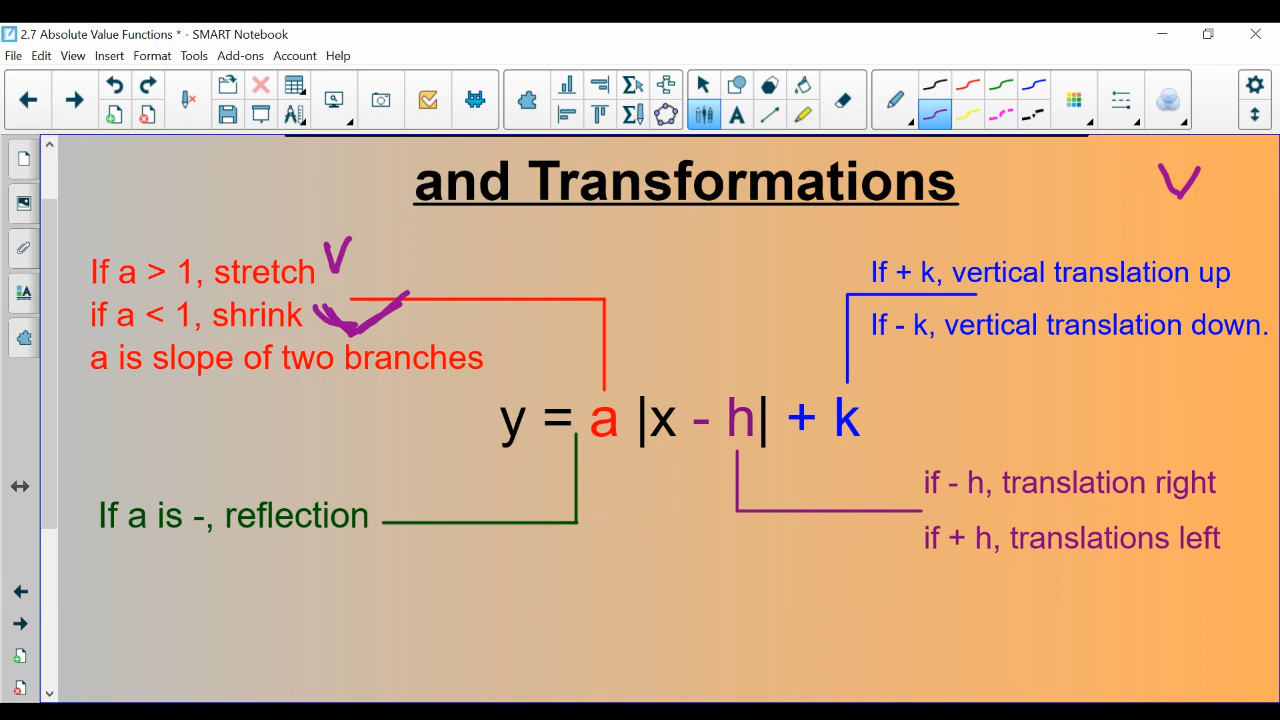 2.7 Absolute Value Functions * - SMART Notebook
File Edit View Insert Format Tools Add-ons Account Help
and Transformations
If a > 1, stretch
if a < 1, shrink
a is slope of two branches
If + k, vertical translation up
If - k, vertical translation down.
y = a |x - h| + k
If a is -, reflection
if - h, translation right
if + h, translations left